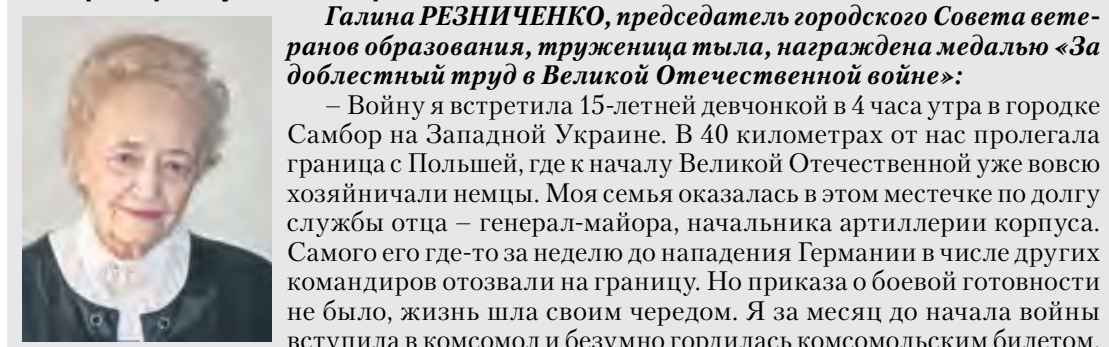 Галина РЕЗНИЧЕНКО, председатель городского Совета вете-
ранов образования, труженица тыла, награждена медалью «За
доблестный труд в Великой Отечественной войне»:
– Войну я встретила 15-летней девчонкой в 4 часа утра в городке
Самбор на Западной Украине. В 40 километрах от нас пролегала
граница с Польшей, где к началу Великой Отечественной уже вовсю
хозяйничали немцы. Моя семья оказалась в этом местечке по долгу
службы отца – генерал-майора, начальника артиллерии корпуса.
Самого его где-то за неделю до нападения Германии в числе других
командиров отозвали на границу. Но приказа о боевой готовности
не было, жизнь шла своим чередом. Я за месяц до начала войны
вступила в комсомол и безумно гордилась комсомольским билетом.